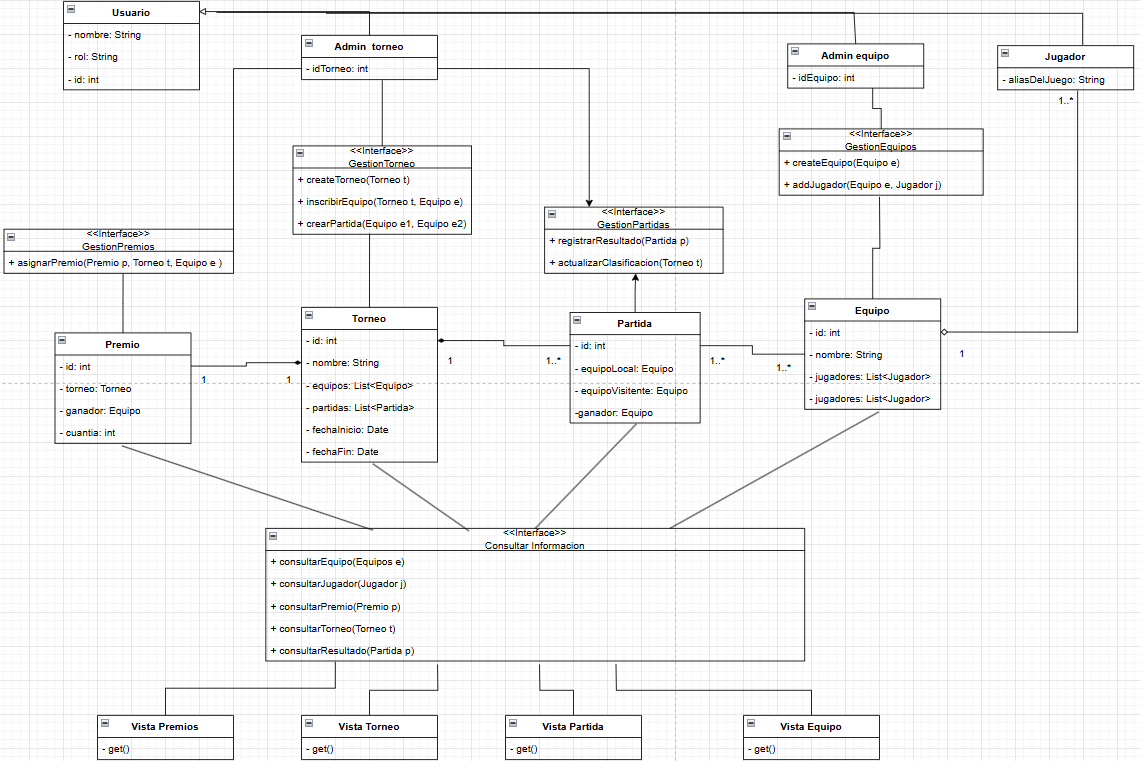 Usuario
- nombre: String
- rol: String
- id: int
Admin torneo
- idTorneo: int
Admin equipo
- idEquipo: int
Jugador
- aliasDelJuego: String
1..*
<<Interface>>
GestionTorneo
+ createTorneo(Torneo t)
+ inscribirEquipo(Torneo t, Equipo e)
+ crearPartida(Equipo e1, Equipo e2)
<<Interface>>
GestionEquipos
+ createEquipo(Equipo e)
+ addJugador(Equipo e, Jugador j)
<<Interface>>
GestionPremios
+ asignarPremio(Premio p, Torneo t, Equipo e )
<<Interface>>
GestionPartidas
+ registrarResultado(Partida p)
+ actualizarClasificacion(Torneo t)
Premio
- id: int
- torneo: Torneo
- ganador: Equipo
- cuantia: int
1
1
Torneo
- id: int
- nombre: String
- equipos: List<Equipo>
- partidas: List<Partida>
- fechaInicio: Date
- fechaFin: Date
1
1..*
Partida
- id: int
- equipoLocal: Equipo
- equipoVisitente: Equipo
-ganador: Equipo
1..*
1..*
Equipo
- id: int
- nombre: String
- jugadores: List<Jugador>
- jugadores: List<Jugador>
1
<<Interface>>
Consultar Informacion
+ consultarEquipo(Equipos e)
+ consultarJugador(Jugador j)
+ consultarPremio(Premio p)
+ consultarTorneo(Torneo t)
+ consultarResultado(Partida p)
Vista Premios
- get()
Vista Torneo
- get()
Vista Partida
- get()
Vista Equipo
- get()